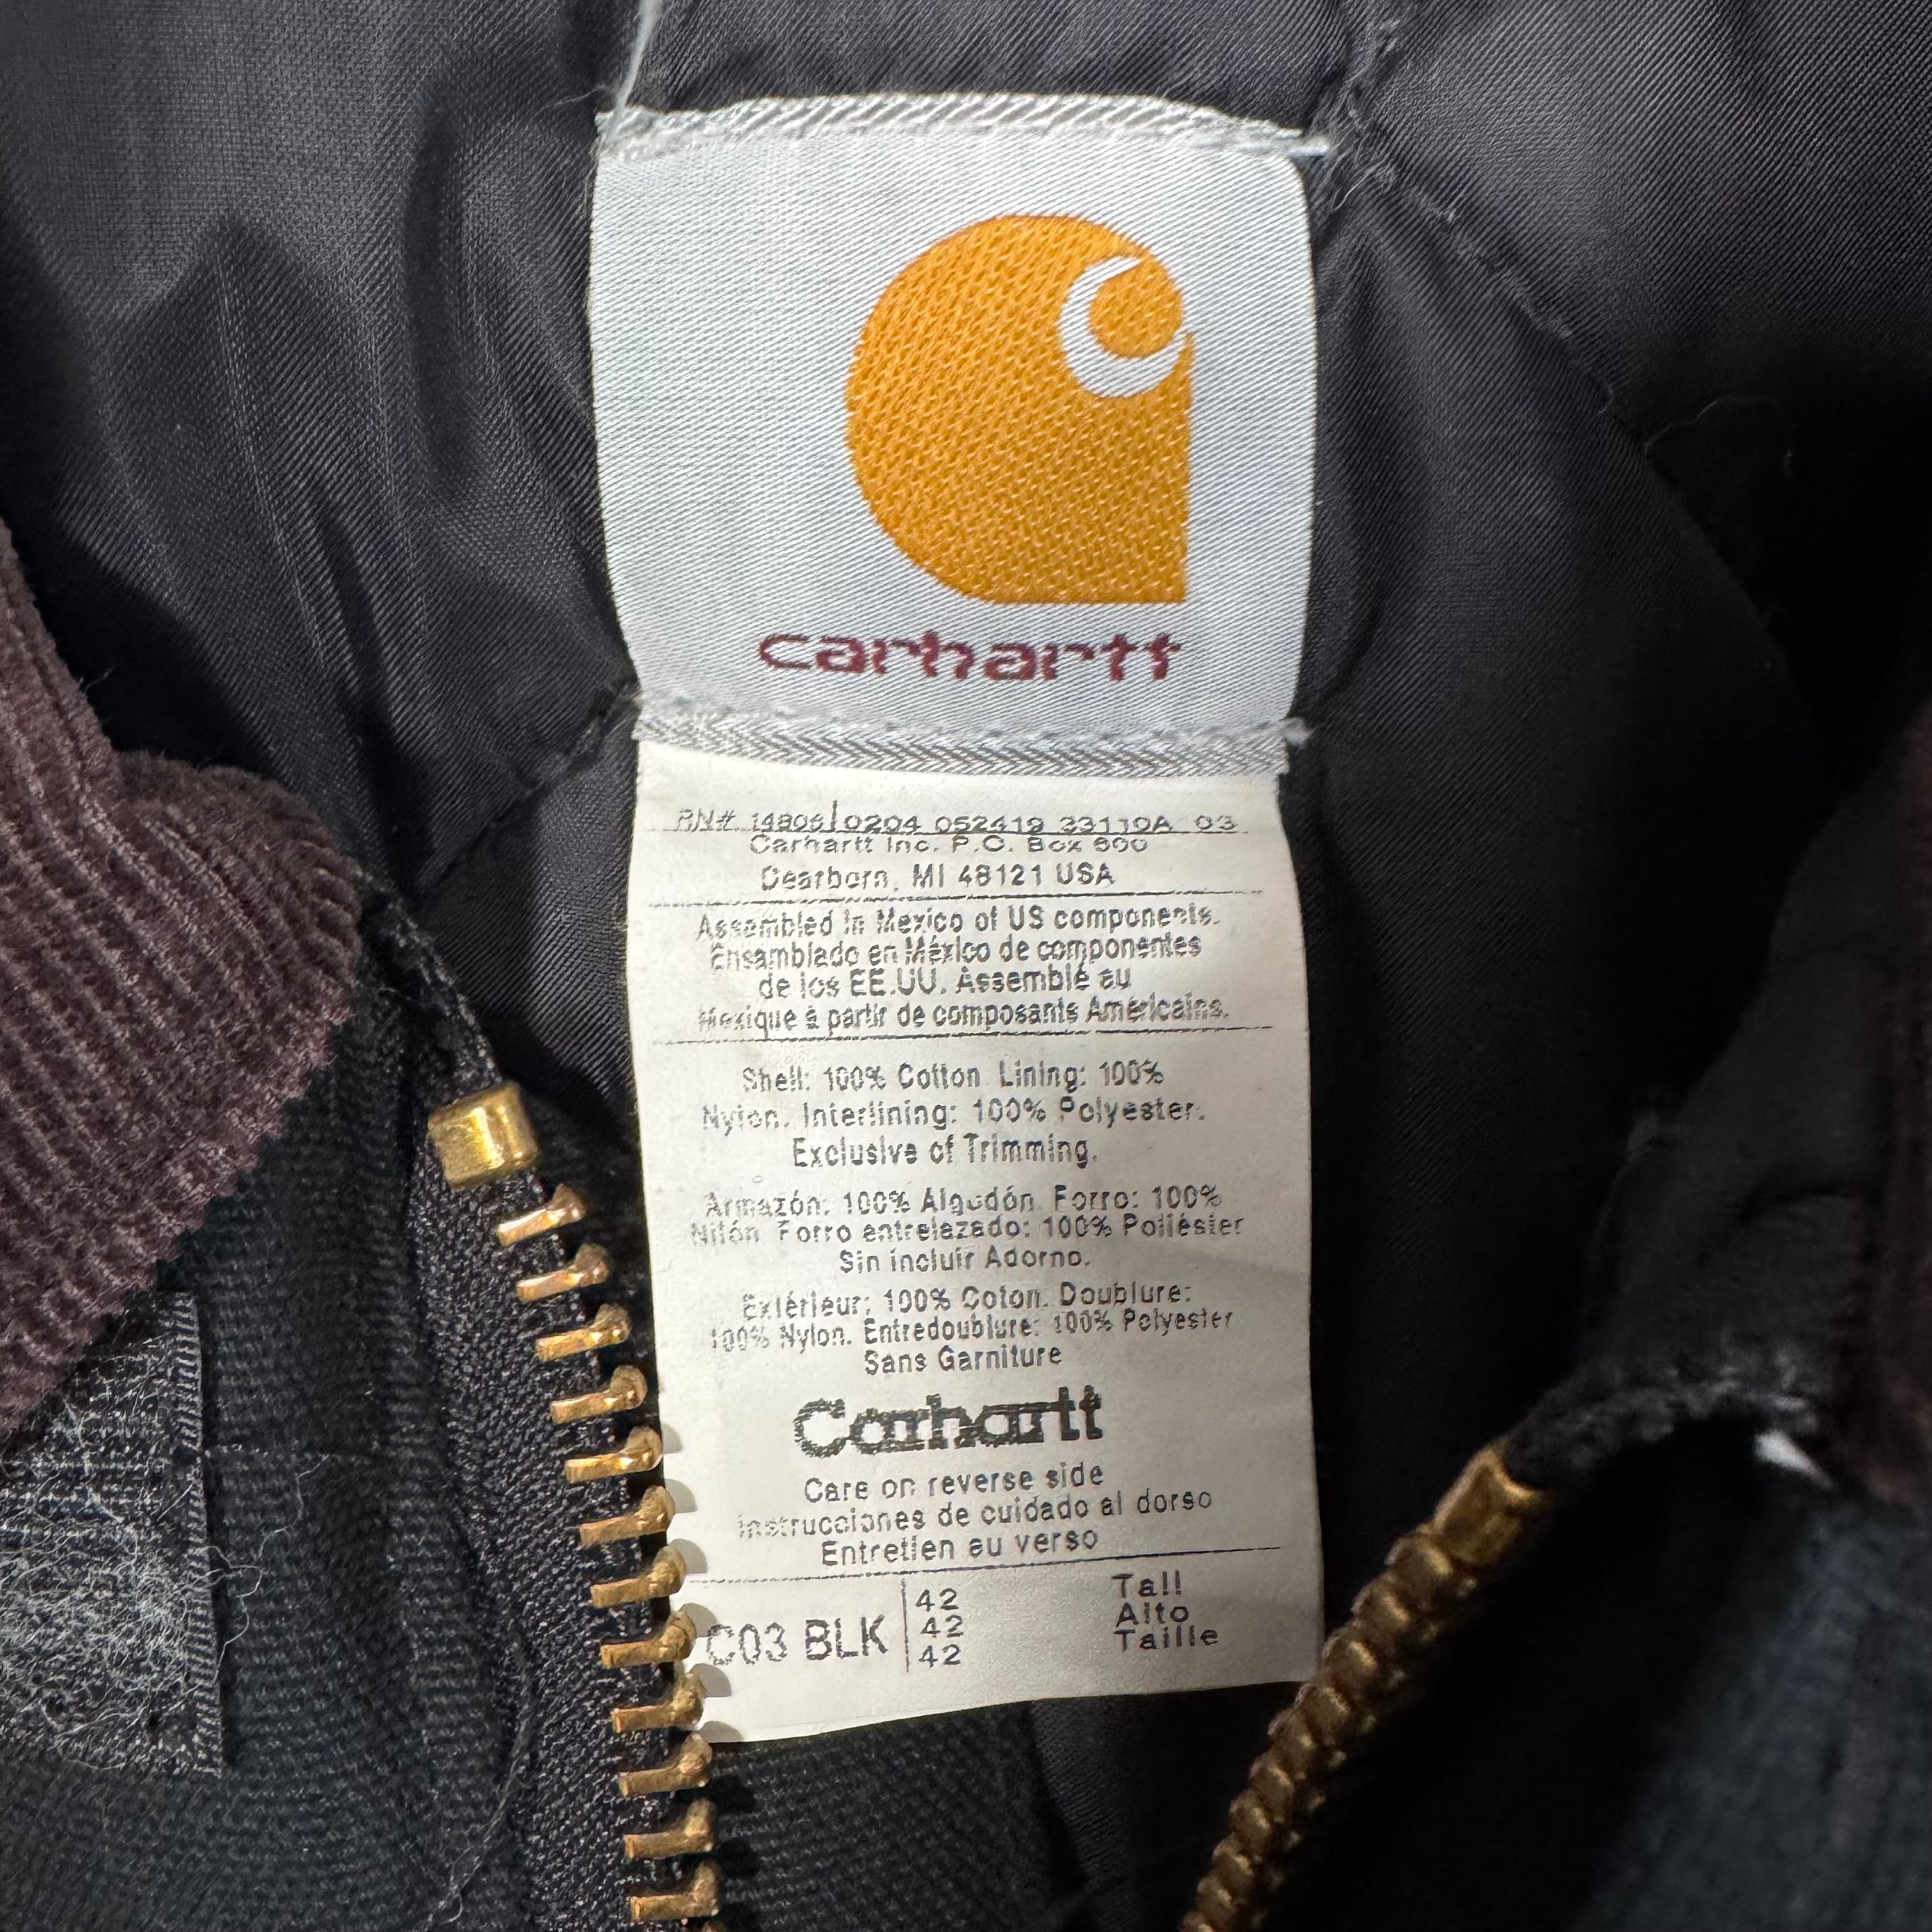 carhartt
RN# 14806 0204 052419 33110A 03
Carhartt Inc. P.O. Box 600
Dearborn, MI 48121 USA
Assembled in Mexico of US components.
Ensamblado en México de componentes
de los EE.UU. Assemblé au
Mexique à partir de composants Américains.
Shell: 100% Cotton Lining: 100%
Nylon. Interlining: 100% Polyester.
Exclusive of Trimming.
Armazón: 100% Algodón Forro: 100%
Nilón Forro entrelazado: 100% Poliéster
Sin incluir Adorno.
Extérieur: 100% Coton. Doublure:
100% Nylon. Entredoublure: 100% Polyester
Sans Garniture
Carhartt
Care on reverse side
Instrucciones de cuidado al dorso
Entretien au verso
C03 BLK
42 Tall
42 Alto
42 Taille